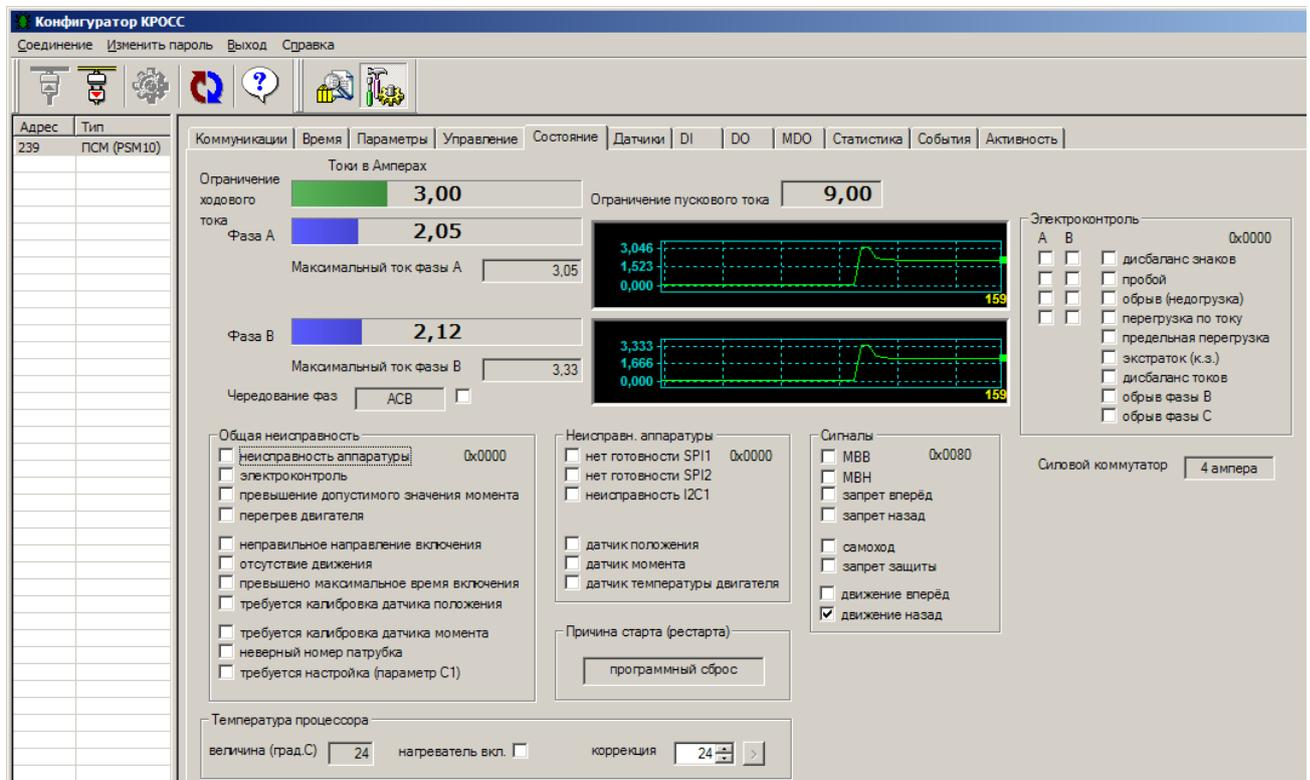 Конфигуратор КРОСС
Соединение Изменить пароль Выход Справка
Адрес Тип
239 ПСМ (PSM10)
Коммуникации Время Параметры Управление Состояние Датчики DI DO MDO Статистика События Активность
Токи в Амперах
Ограничение ходового тока
3,00
Ограничение пускового тока 9,00
Фаза А 2,05
Максимальный ток фазы А 3,05
3,046
1,523
0,000
159
Фаза В 2,12
Максимальный ток фазы В 3,33
3,333
1,666
0,000
159
Чередование фаз АСВ
Электроконтроль
А В 0x0000
дисбаланс знаков
пробой
обрыв (недогрузка)
перегрузка по току
предельная перегрузка
экстраток (к.з.)
дисбаланс токов
обрыв фазы В
обрыв фазы С
Силовой коммутатор 4 ампера
Общая неисправность
неисправность аппаратуры 0x0000
электроконтроль
превышение допустимого значения момента
перегрев двигателя
неправильное направление включения
отсутствие движения
превышено максимальное время включения
требуется калибровка датчика положения
требуется калибровка датчика момента
неверный номер патрубка
требуется настройка (параметр С1)
Неисправн. аппаратуры
нет готовности SPI1 0x0000
нет готовности SPI2
неисправность I2C1
датчик положения
датчик момента
датчик температуры двигателя
Причина старта (рестарта)
программный сброс
Сигналы
МВВ 0x0080
МВН
запрет вперёд
запрет назад
самоход
запрет защиты
движение вперёд
движение назад
Температура процессора
величина (град.С) 24 нагреватель вкл. коррекция 24 >